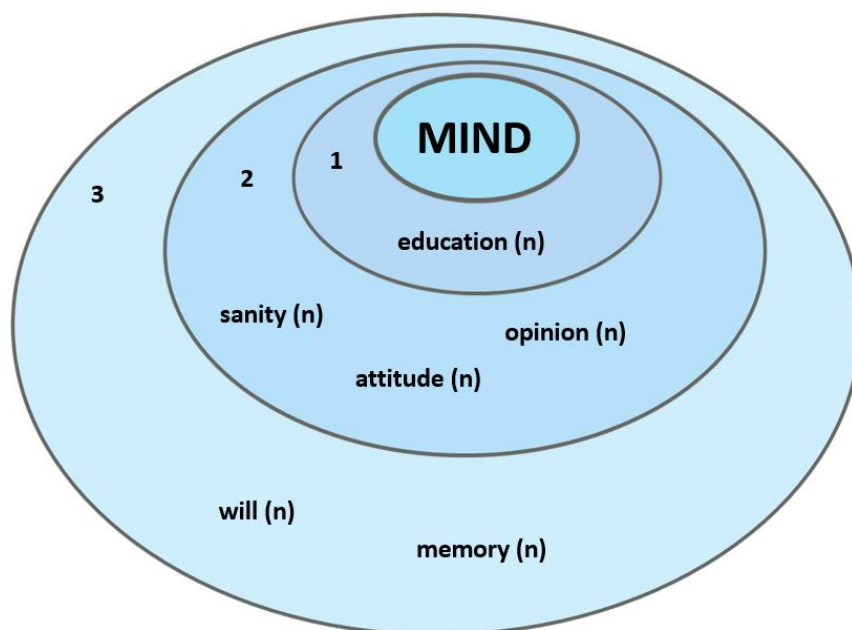 MIND
1
2
3
education (n)
sanity (n)
opinion (n)
attitude (n)
will (n)
memory (n)